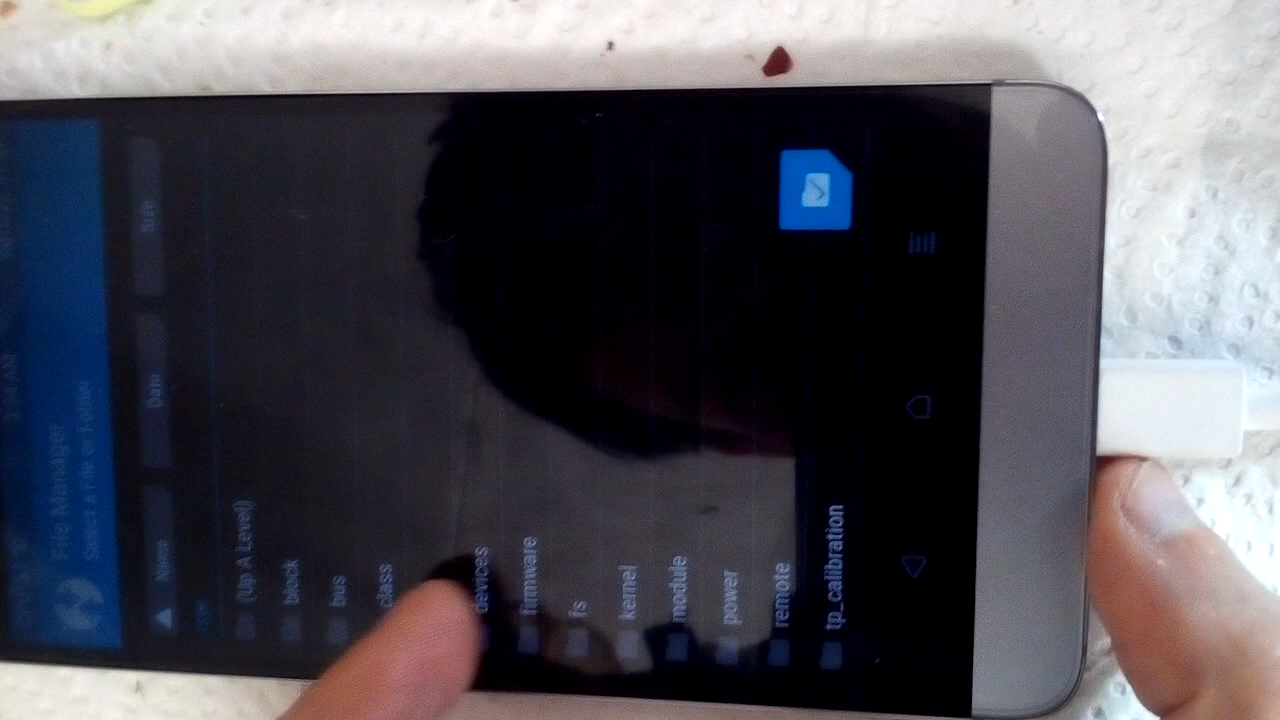 File Manager
Select a File or Folder
Name Date Size
(Up A Level)
block
bus
class
devices
firmware
fs
kernel
module
power
remote
tp_calibration